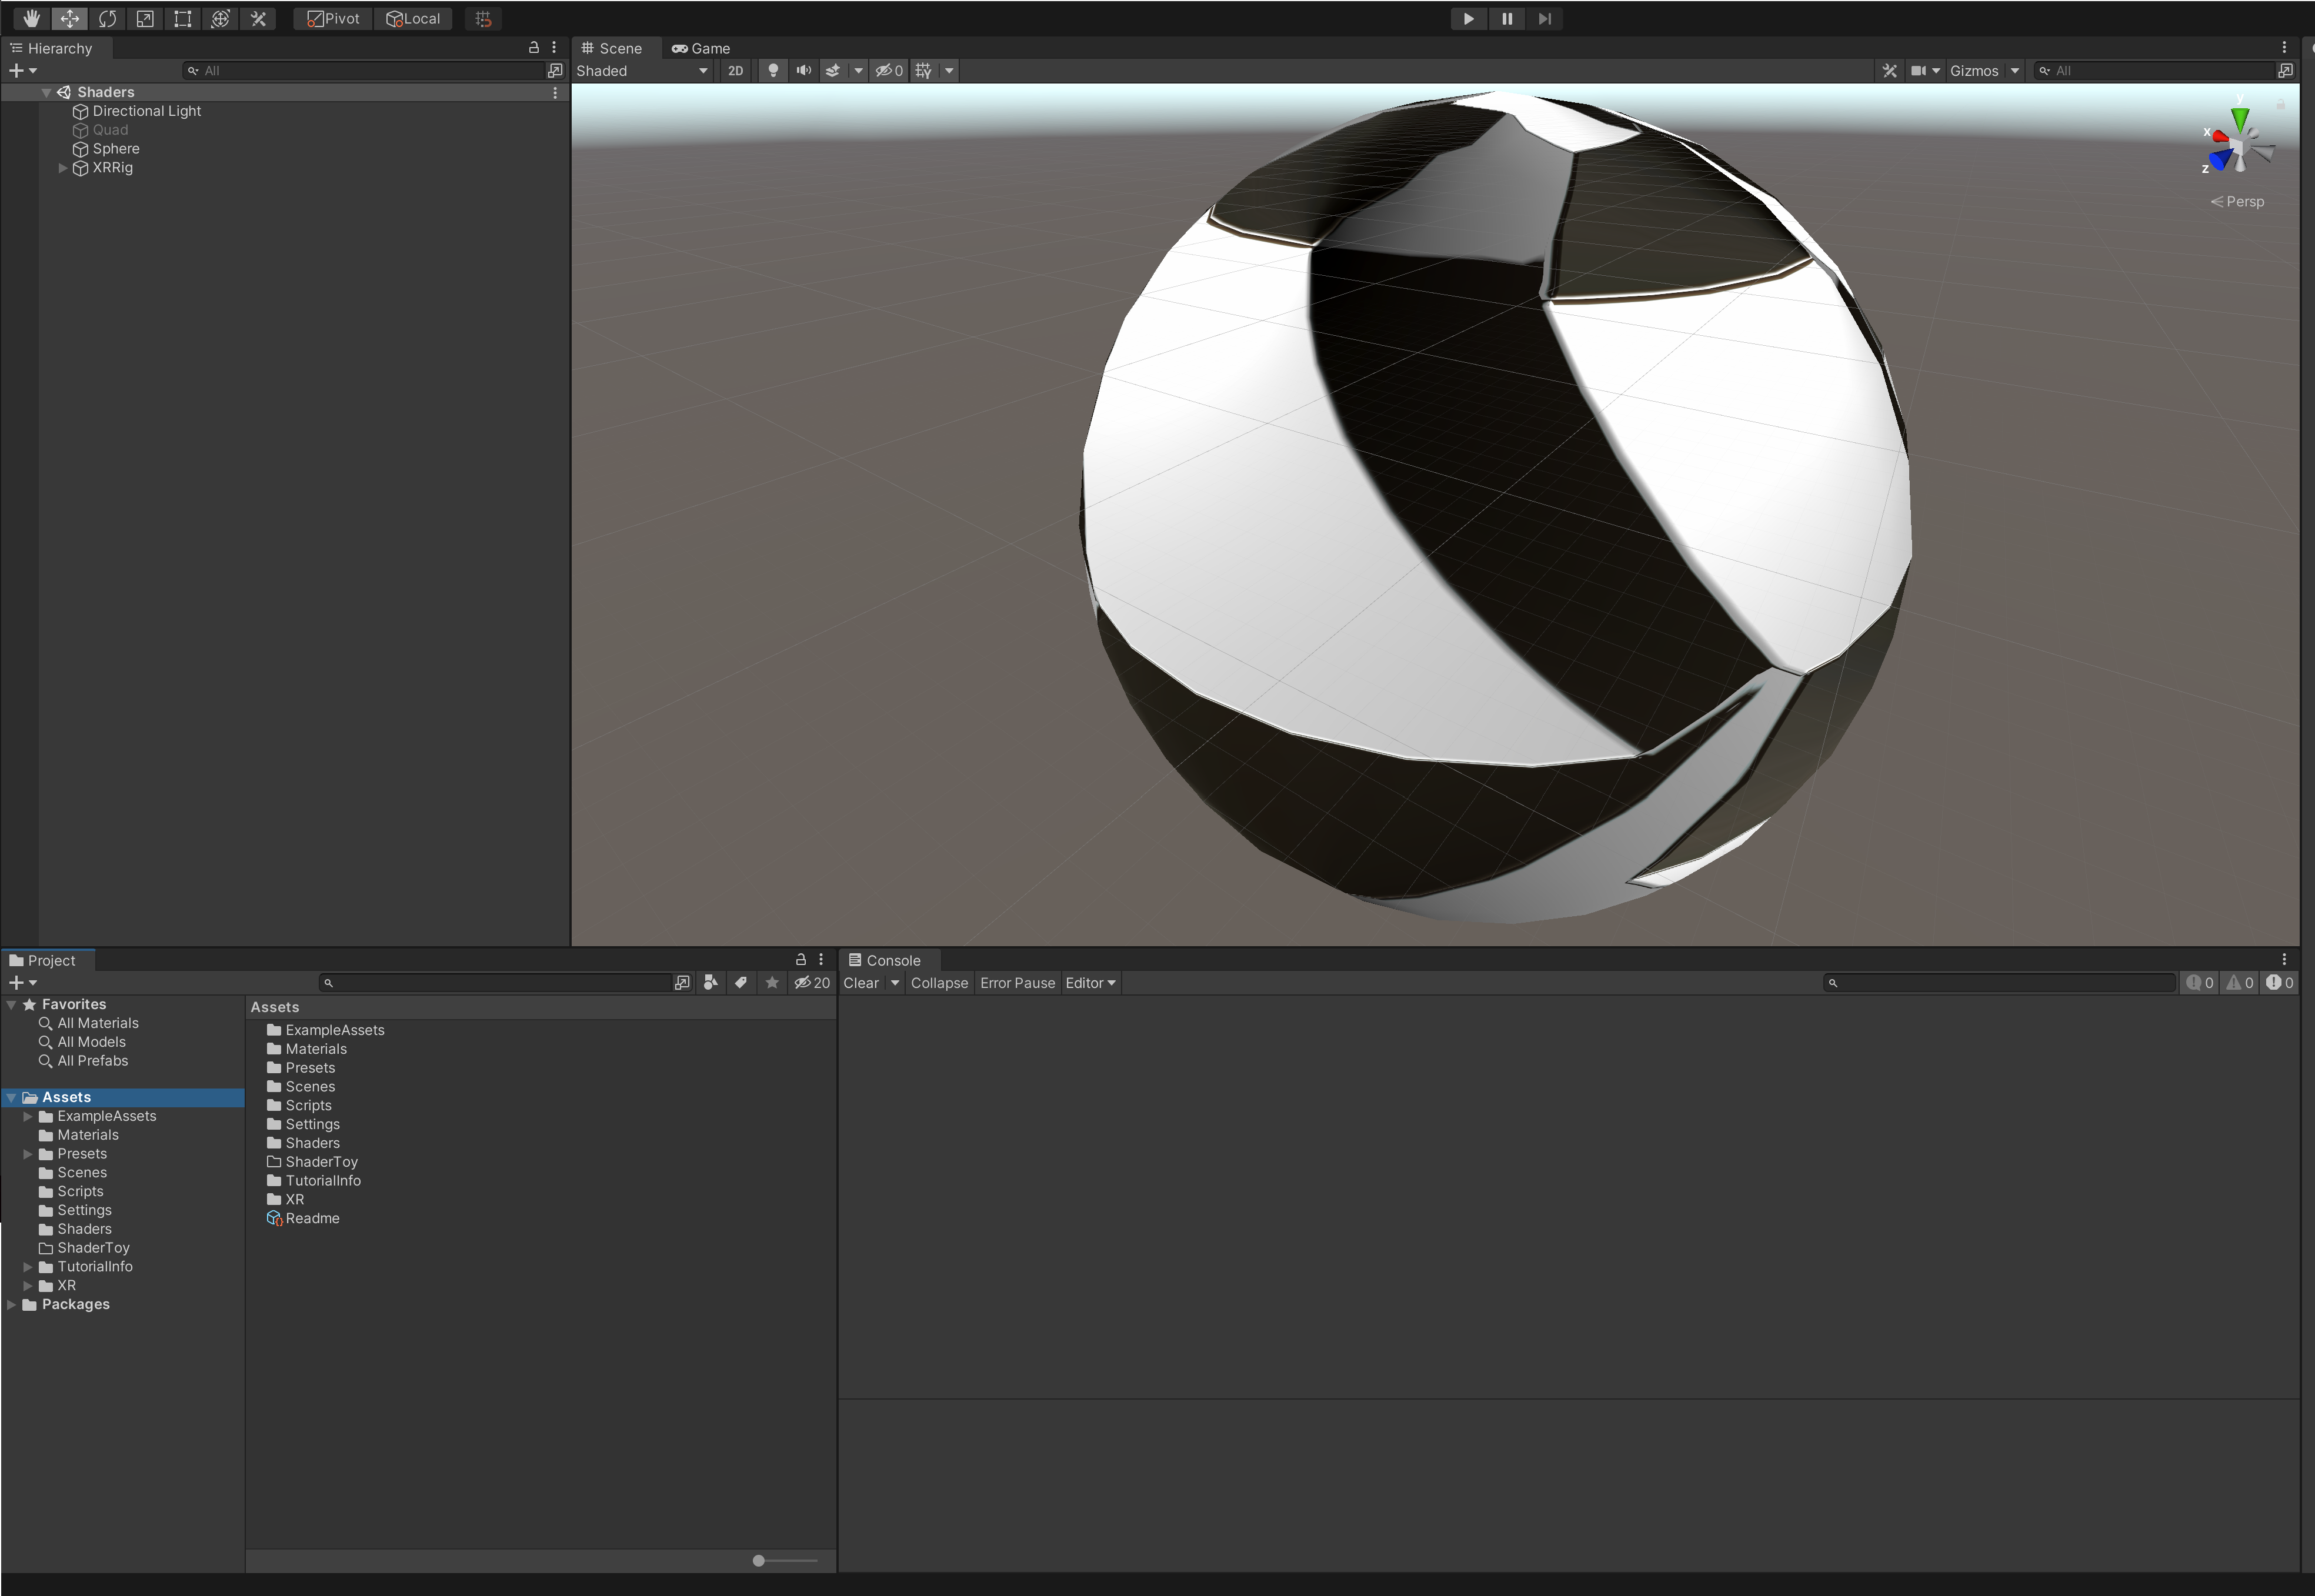 Pivot Local
Hierarchy
All
Shaders
Directional Light
Quad
Sphere
XRRig
Scene Game
Shaded 2D 0 Gizmos All
y
x
z
Persp
Project
20
Favorites
All Materials
All Models
All Prefabs
Assets
ExampleAssets
Materials
Presets
Scenes
Scripts
Settings
Shaders
ShaderToy
TutorialInfo
XR
Packages
Assets
ExampleAssets
Materials
Presets
Scenes
Scripts
Settings
Shaders
ShaderToy
TutorialInfo
XR
Readme
Console
Clear Collapse Error Pause Editor 0 0 0